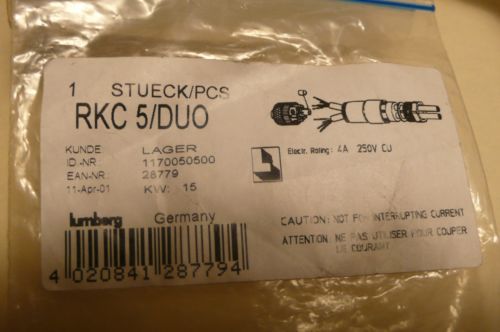 1 STUECK/PCS
RKC 5/DUO
KUNDE LAGER
ID.-NR: 1170050500
EAN-NR: 28779
11-Apr-01 KW: 15
Electr. Rating: 4A 250V CU
lumberg Germany
CAUTION: NOT FOR INTERRUPTING CURRENT
ATTENTION: NE PAS UTILISER POUR COUPER
LE COURANT
4 020841 287794